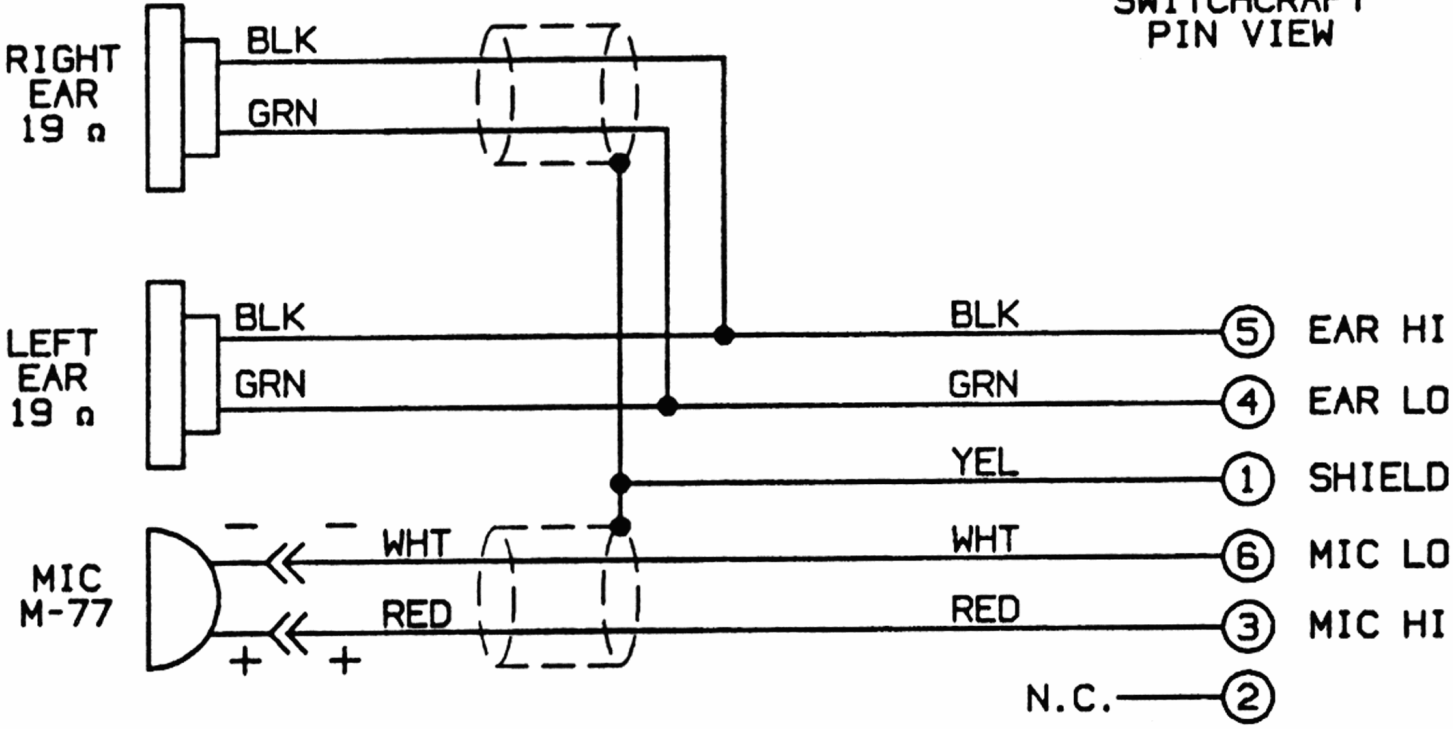 SWITCHCRAFT
PIN VIEW
RIGHT
EAR
19 Ω
BLK
GRN
LEFT
EAR
19 Ω
BLK
GRN
BLK
5 EAR HI
GRN
4 EAR LO
YEL
1 SHIELD
MIC
M-77
− −
WHT
WHT
6 MIC LO
RED
RED
3 MIC HI
+ +
N.C.
2